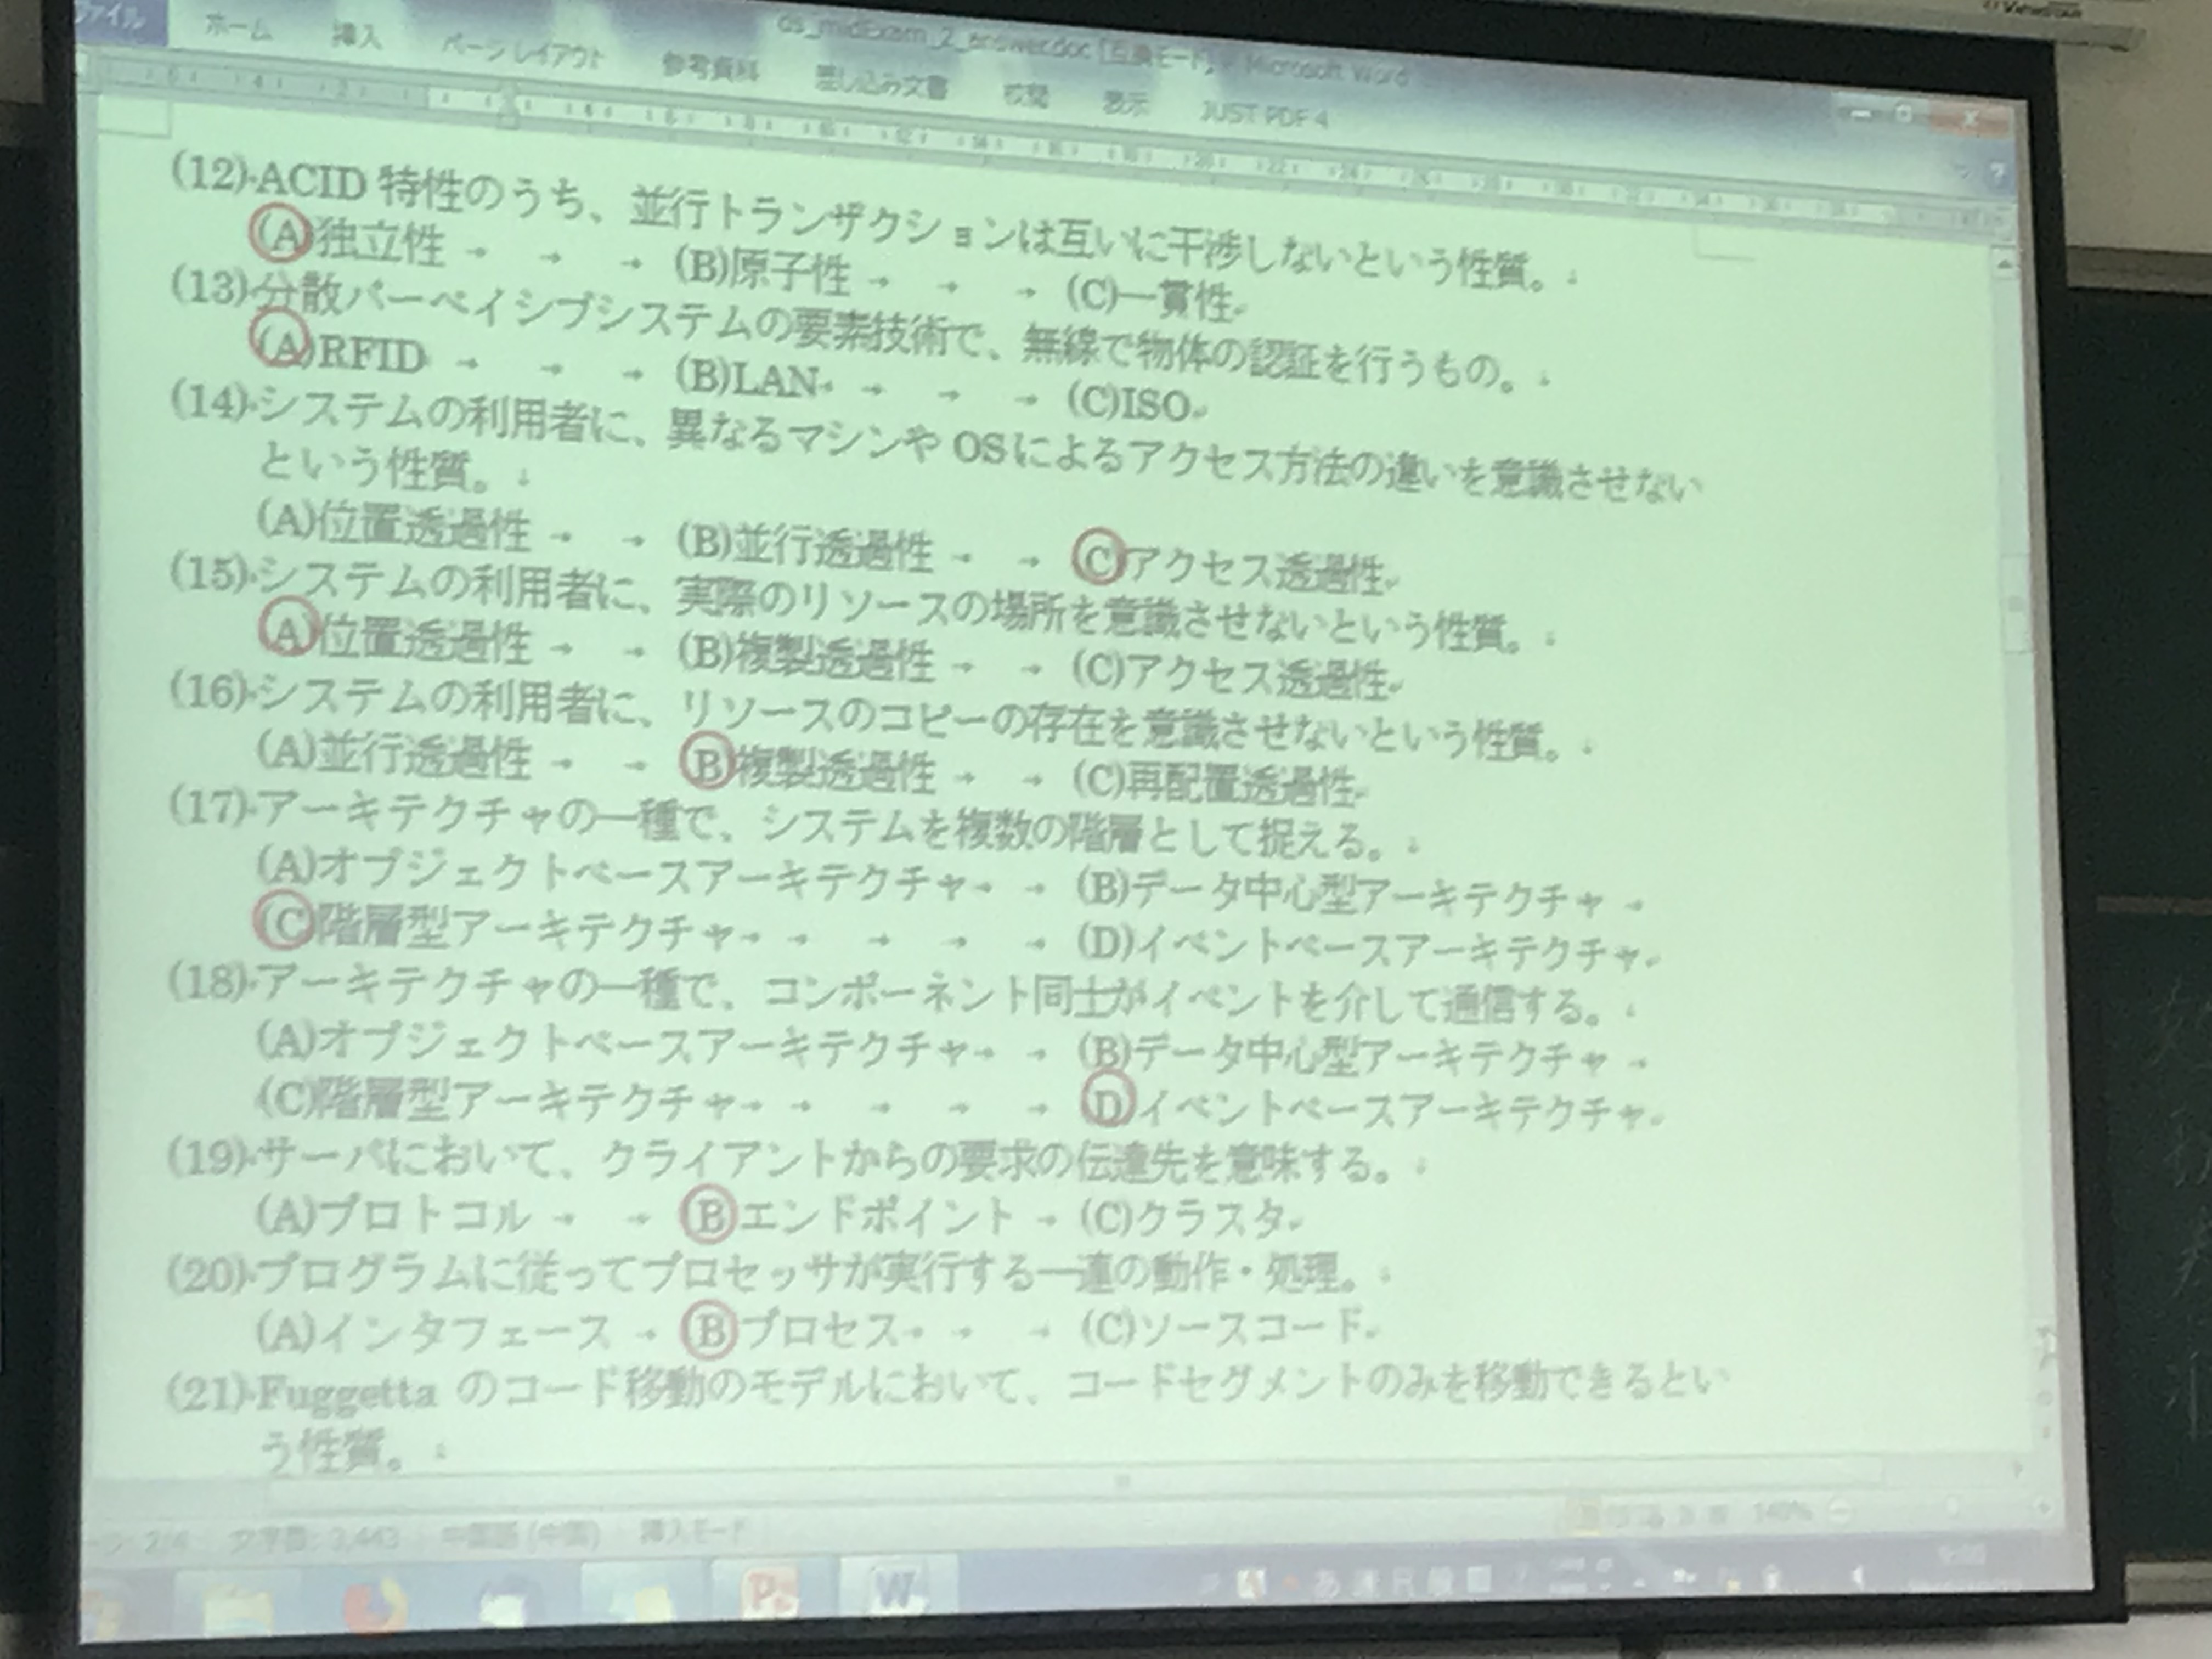 ファイル ホーム 挿入 ページレイアウト 参考資料 差し込み文書 校閲 表示 JUST PDF 4
ds_midExam_2_answer.doc [互換モード] - Microsoft Word
(12) ACID 特性のうち、並行トランザクションは互いに干渉しないという性質。
(A)独立性 (B)原子性 (C)一貫性
(13)分散パーベイシブシステムの要素技術で、無線で物体の認証を行うもの。
(A)RFID (B)LAN (C)ISO
(14)システムの利用者に、異なるマシンや OS によるアクセス方法の違いを意識させない
という性質。
(A)位置透過性 (B)並行透過性 (C)アクセス透過性
(15)システムの利用者に、実際のリソースの場所を意識させないという性質。
(A)位置透過性 (B)複製透過性 (C)アクセス透過性
(16)システムの利用者に、リソースのコピーの存在を意識させないという性質。
(A)並行透過性 (B)複製透過性 (C)再配置透過性
(17)アーキテクチャの一種で、システムを複数の階層として捉える。
(A)オブジェクトベースアーキテクチャ (B)データ中心型アーキテクチャ
(C)階層型アーキテクチャ (D)イベントベースアーキテクチャ
(18)アーキテクチャの一種で、コンポーネント同士がイベントを介して通信する。
(A)オブジェクトベースアーキテクチャ (B)データ中心型アーキテクチャ
(C)階層型アーキテクチャ (D)イベントベースアーキテクチャ
(19)サーバにおいて、クライアントからの要求の伝達先を意味する。
(A)プロトコル (B)エンドポイント (C)クラスタ
(20)プログラムに従ってプロセッサが実行する一連の動作・処理。
(A)インタフェース (B)プロセス (C)ソースコード
(21)Fuggetta のコード移動のモデルにおいて、コードセグメントのみを移動できるとい
う性質。
文字数: 3,443 中国語 (中国) 挿入モード 140%